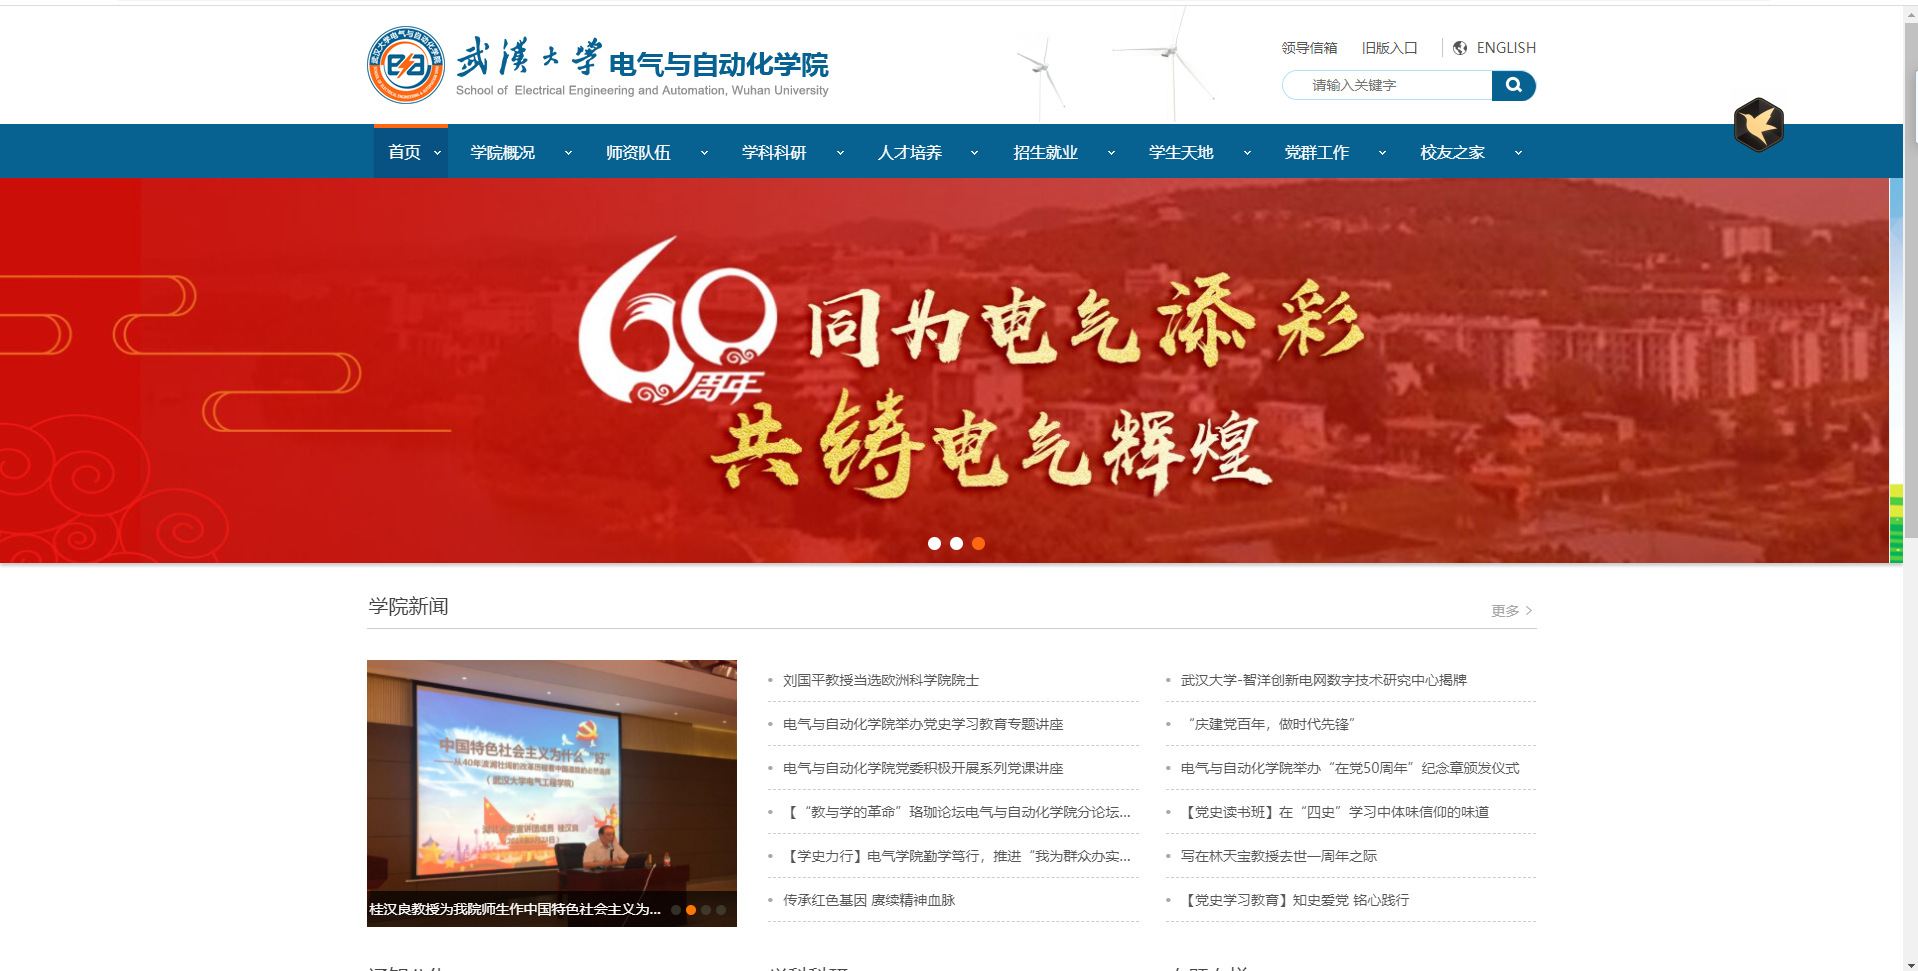 武漢大学 电气与自动化学院
School of Electrical Engineering and Automation, Wuhan University
领导信箱 旧版入口 ENGLISH
请输入关键字
首页 学院概况 师资队伍 学科科研 人才培养 招生就业 学生天地 党群工作 校友之家
60周年
同为电气添彩
共铸电气辉煌
学院新闻
更多 >
中国特色社会主义为什么“好”
——从40年波澜壮阔的改革历程看中国道路的必然选择
（武汉大学电气工程学院）
桂汉良教授为我院师生作中国特色社会主义为...
刘国平教授当选欧洲科学院院士
电气与自动化学院举办党史学习教育专题讲座
电气与自动化学院党委积极开展系列党课讲座
【“教与学的革命”珞珈论坛电气与自动化学院分论坛...
【学史力行】电气学院勤学笃行，推进“我为群众办实...
传承红色基因 赓续精神血脉
武汉大学-智洋创新电网数字技术研究中心揭牌
“庆建党百年，做时代先锋”
电气与自动化学院举办“在党50周年”纪念章颁发仪式
【党史读书班】在“四史”学习中体味信仰的味道
写在林天宝教授去世一周年之际
【党史学习教育】知史爱党 铭心践行